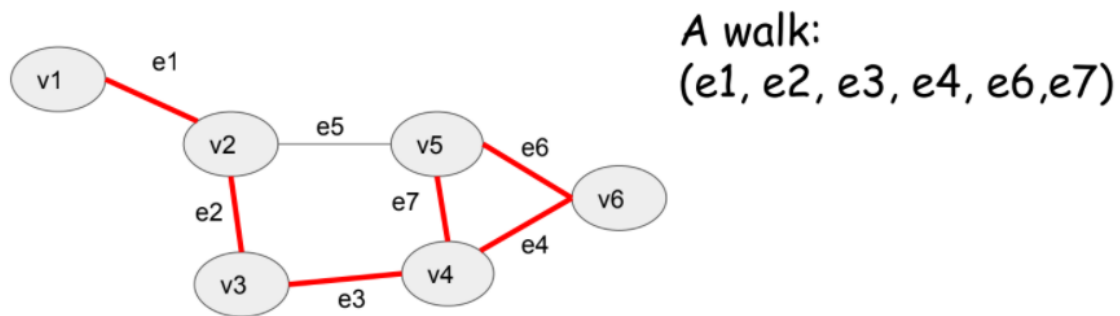 A walk:
(e1, e2, e3, e4, e6,e7)
v1
e1
v2
e5
v5
e6
e2
e7
v6
e4
v3
e3
v4